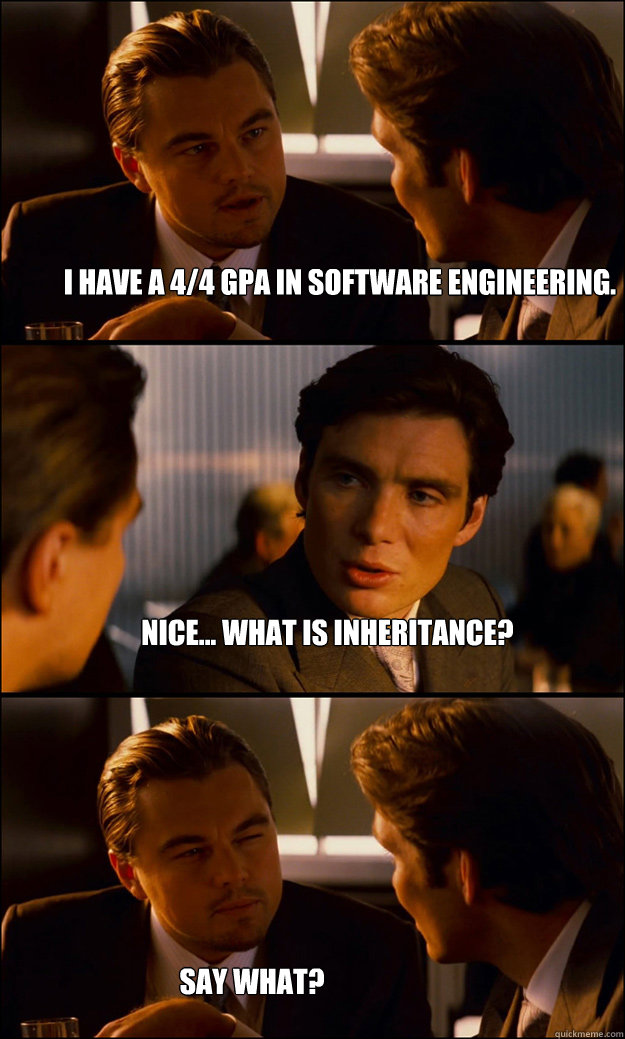 I HAVE A 4/4 GPA IN SOFTWARE ENGINEERING.
NICE... WHAT IS INHERITANCE?
SAY WHAT?
quickmeme.com